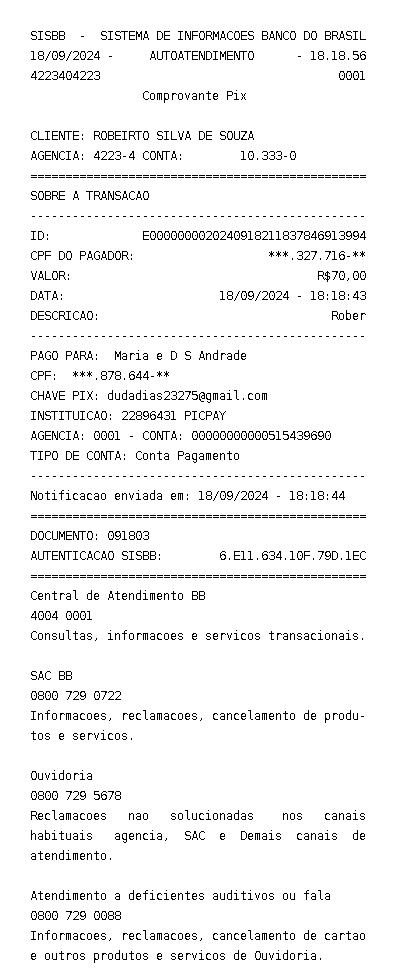 SISBB - SISTEMA DE INFORMACOES BANCO DO BRASIL
18/09/2024 - AUTOATENDIMENTO - 18.18.56
4223404223 0001
Comprovante Pix
CLIENTE: ROBEIRTO SILVA DE SOUZA
AGENCIA: 4223-4 CONTA: 10.333-0
================================================
SOBRE A TRANSACAO
------------------------------------------------
ID: E00000000202409182118378469139​94
CPF DO PAGADOR: ***.327.716-**
VALOR: R$70,00
DATA: 18/09/2024 - 18:18:43
DESCRICAO: Rober
------------------------------------------------
PAGO PARA: Maria e D S Andrade
CPF: ***.878.644-**
CHAVE PIX: dudadias23275@gmail.com
INSTITUICAO: 22896431 PICPAY
AGENCIA: 0001 - CONTA: 00000000000515439690
TIPO DE CONTA: Conta Pagamento
------------------------------------------------
Notificacao enviada em: 18/09/2024 - 18:18:44
================================================
DOCUMENTO: 091803
AUTENTICACAO SISBB: 6.E11.634.10F.79D.1EC
================================================
Central de Atendimento BB
4004 0001
Consultas, informacoes e servicos transacionais.
SAC BB
0800 729 0722
Informacoes, reclamacoes, cancelamento de produ-
tos e servicos.
Ouvidoria
0800 729 5678
Reclamacoes nao solucionadas nos canais
habituais agencia, SAC e Demais canais de
atendimento.
Atendimento a deficientes auditivos ou fala
0800 729 0088
Informacoes, reclamacoes, cancelamento de cartao
e outros produtos e servicos de Ouvidoria.